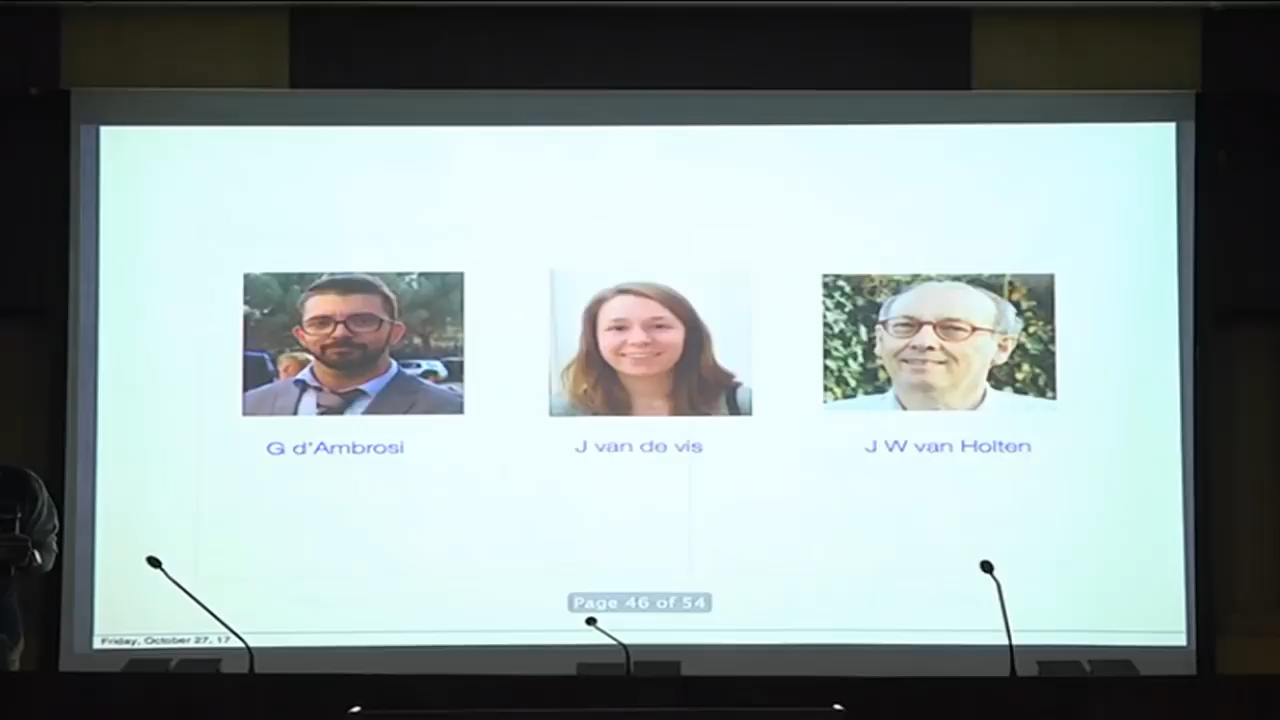 G d'Ambrosi
J van de vis
J W van Holten
Page 46 of 54
Friday, October 27, 17